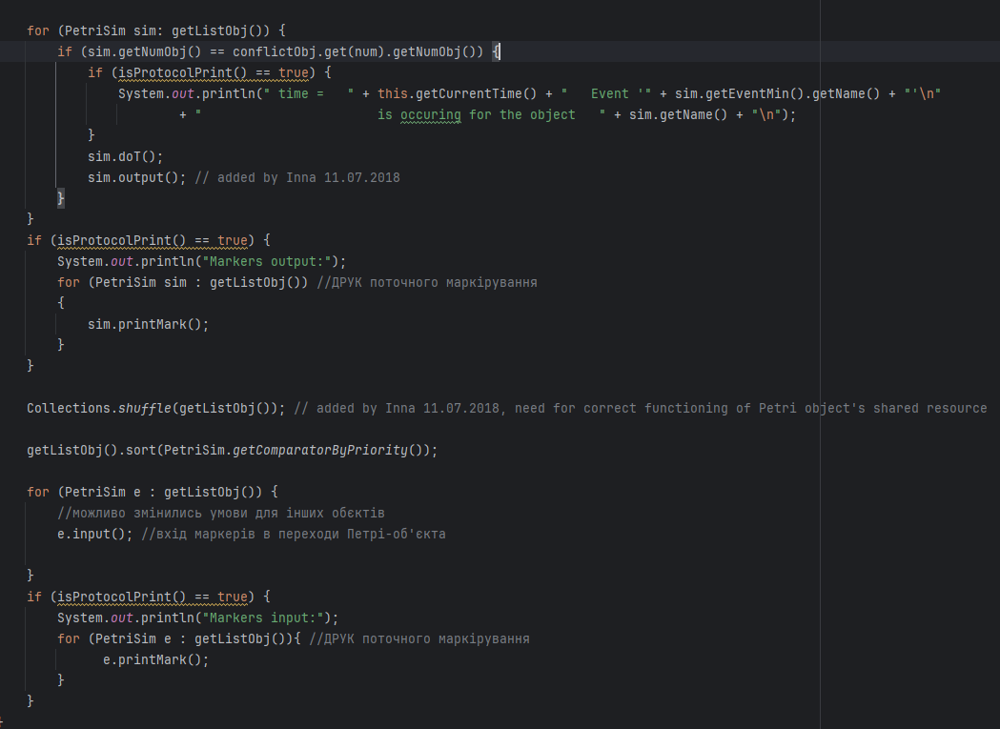 for (PetriSim sim: getListObj()) {
if (sim.getNumObj() == conflictObj.get(num).getNumObj()) {
if (isProtocolPrint() == true) {
System.out.println(" time =   " + this.getCurrentTime() + "   Event '" + sim.getEventMin().getName() + "'\n"
+ "                       is occuring for the object   " + sim.getName() + "\n");
}
sim.doT();
sim.output(); // added by Inna 11.07.2018
}
}
if (isProtocolPrint() == true) {
System.out.println("Markers output:");
for (PetriSim sim : getListObj()) //ДРУК поточного маркірування
{
sim.printMark();
}
}
Collections.shuffle(getListObj()); // added by Inna 11.07.2018, need for correct functioning of Petri object's shared resource
getListObj().sort(PetriSim.getComparatorByPriority());
for (PetriSim e : getListObj()) {
//можливо змінились умови для інших обєктів
e.input(); //вхід маркерів в переходи Петрі-об'єкта
}
if (isProtocolPrint() == true) {
System.out.println("Markers input:");
for (PetriSim e : getListObj()){ //ДРУК поточного маркірування
e.printMark();
}
}